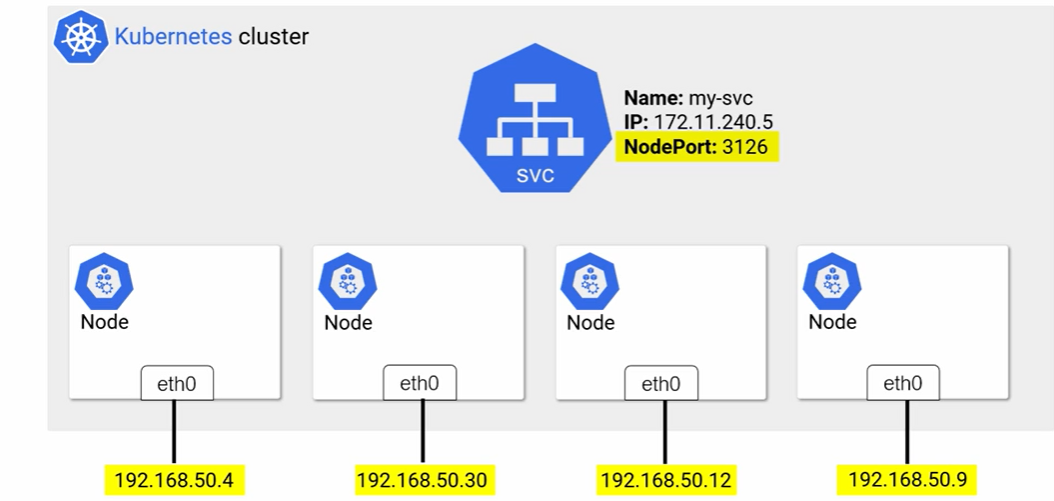 Kubernetes cluster
Name: my-svc
IP: 172.11.240.5
NodePort: 3126
SVC
Node
Node
Node
Node
eth0
eth0
eth0
eth0
192.168.50.4
192.168.50.30
192.168.50.12
192.168.50.9